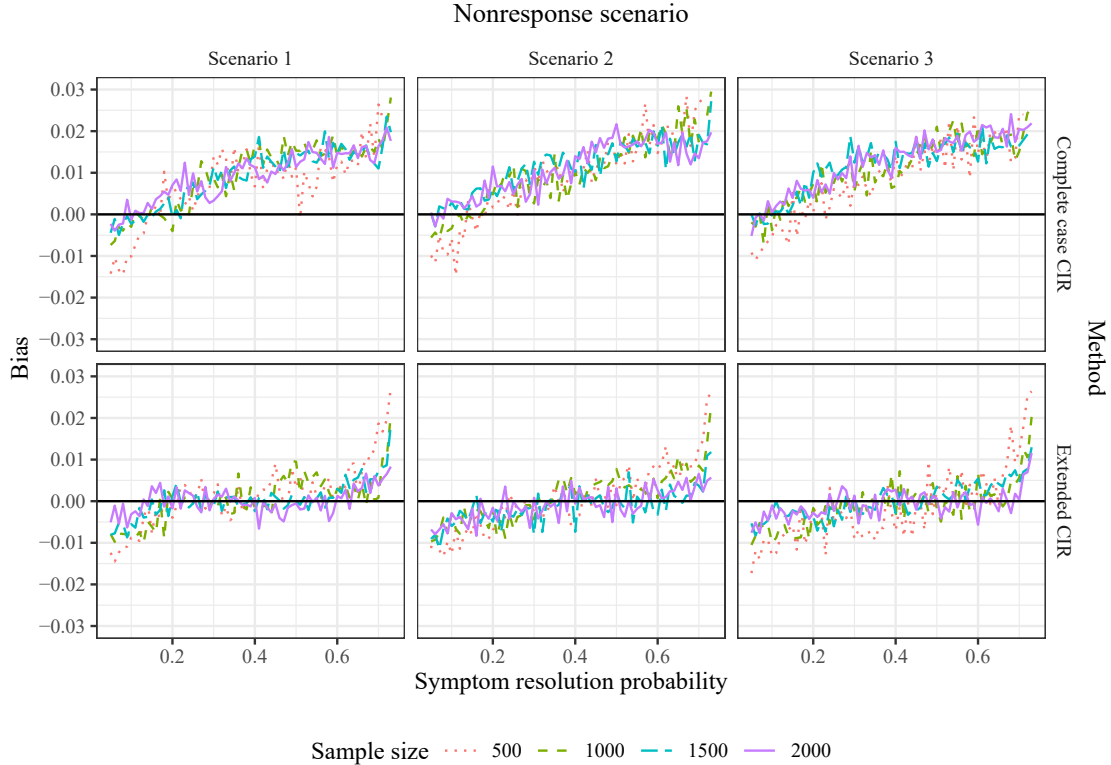 Nonresponse scenario
Scenario 1
Scenario 2
Scenario 3
0.03
0.02
0.01
0.00
−0.01
−0.02
−0.03
Complete case CIR
0.03
0.02
0.01
0.00
−0.01
−0.02
−0.03
Extended CIR
Bias
Method
0.2 0.4 0.6
0.2 0.4 0.6
0.2 0.4 0.6
Symptom resolution probability
Sample size 500 1000 1500 2000